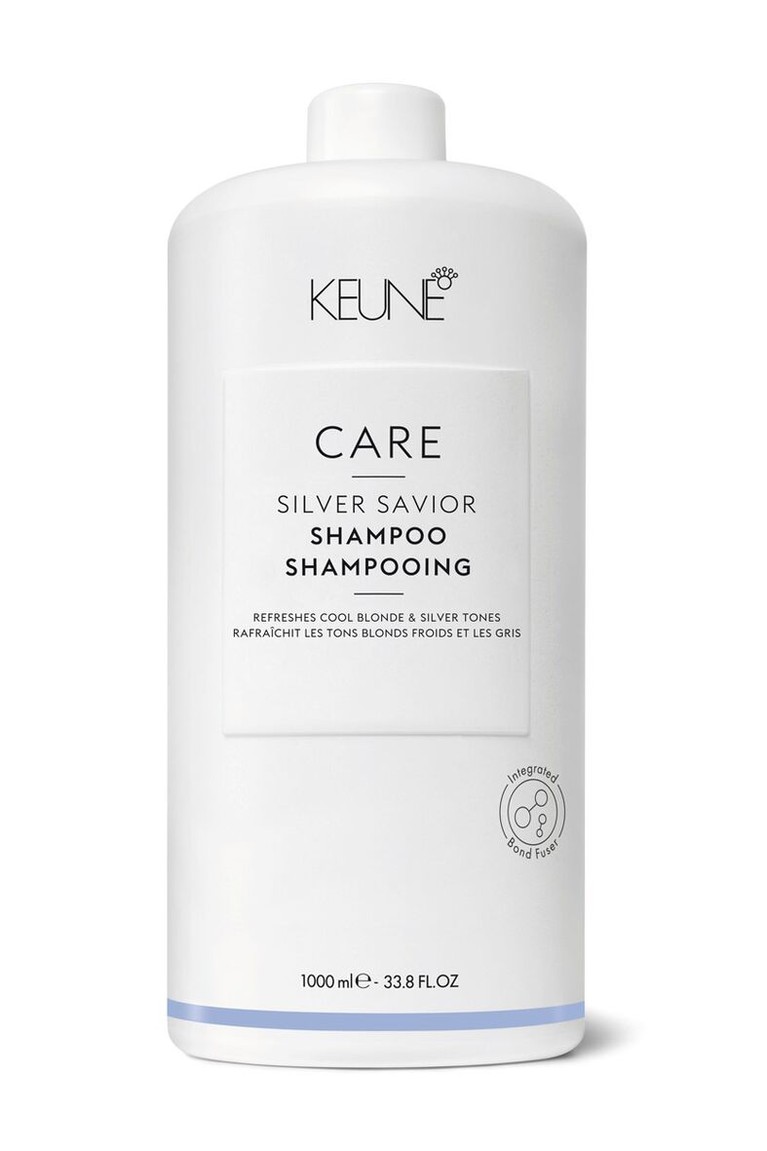 KEUNE
CARE
SILVER SAVIOR
SHAMPOO
SHAMPOOING
REFRESHES COOL BLONDE & SILVER TONES
RAFRAÎCHIT LES TONS BLONDS FROIDS ET LES GRIS
Integrated
Bond Fuser
1000 ml℮ - 33.8 FL.OZ